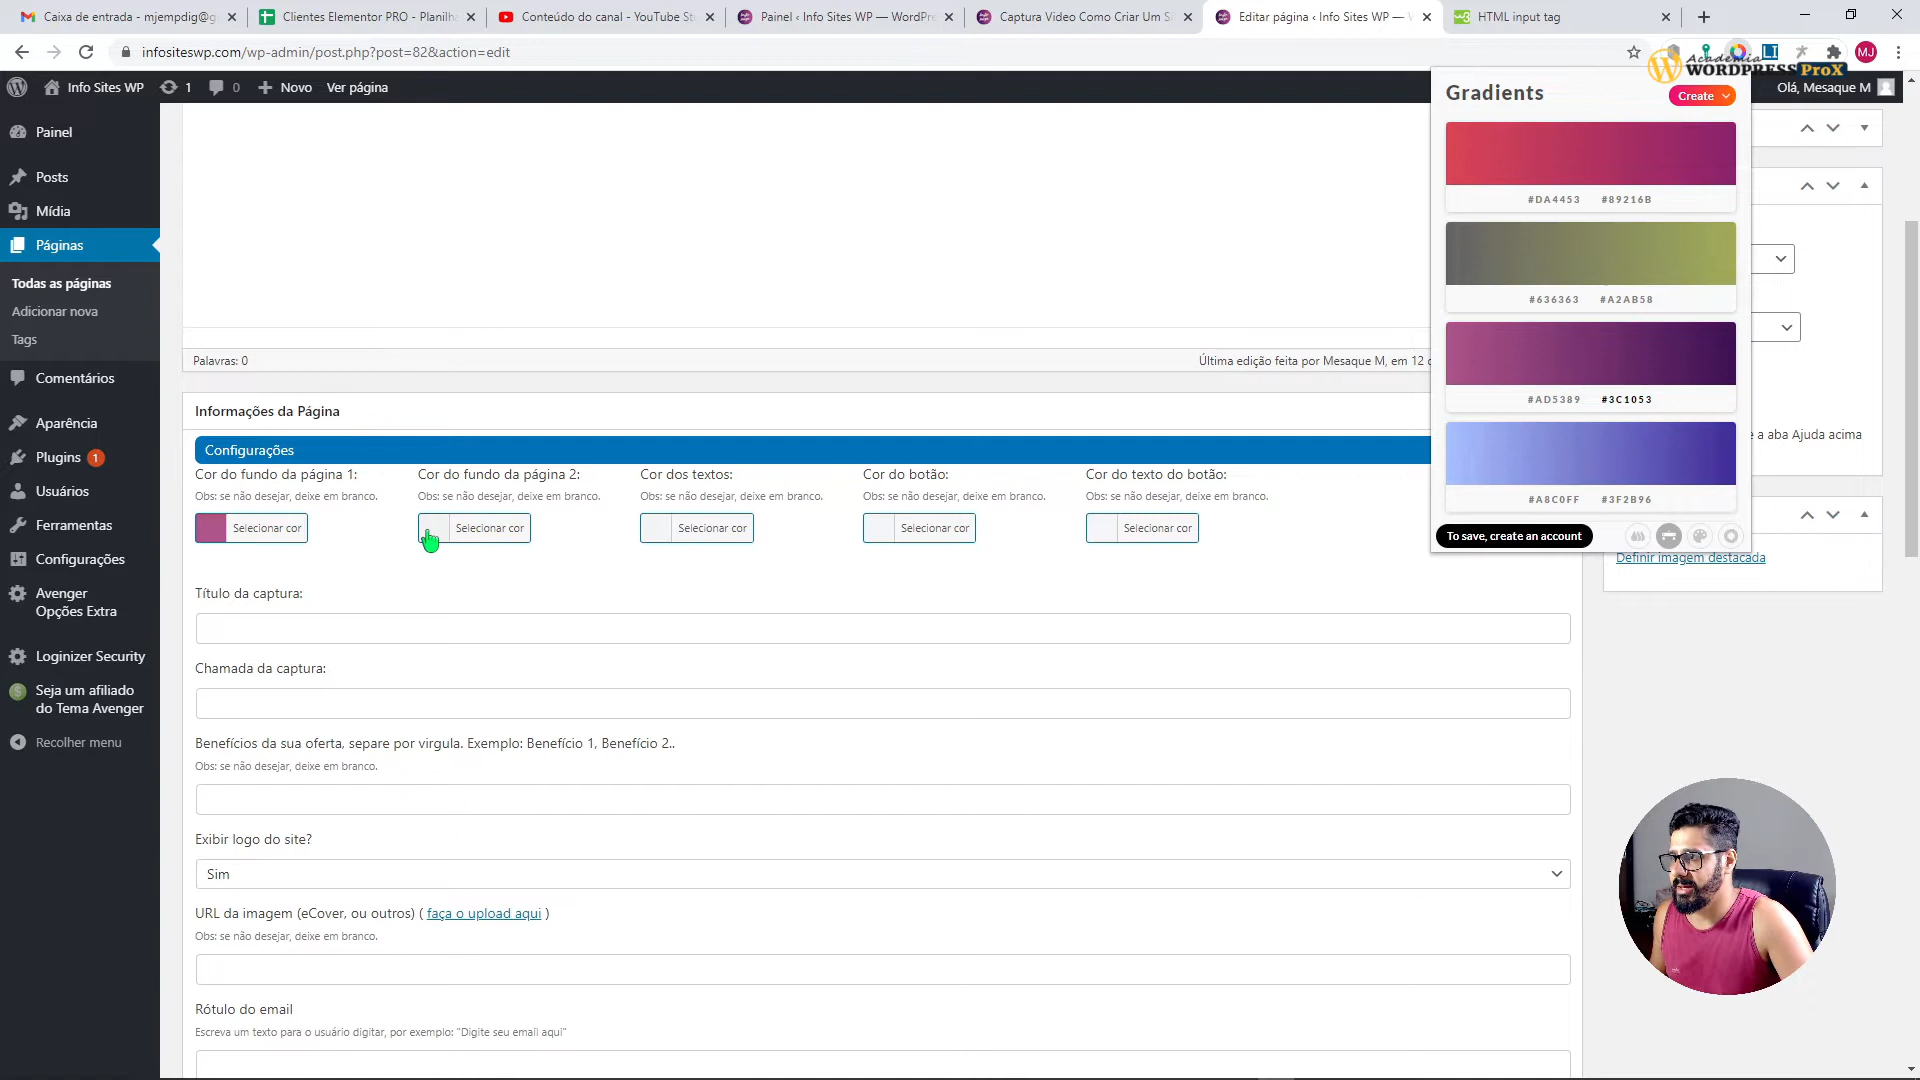 Caixa de entrada - mjempdig@g
Clientes Elementor PRO - Planilha
Conteúdo do canal - YouTube St
Painel ‹ Info Sites WP — WordPre
Captura Video Como Criar Um Si
Editar página ‹ Info Sites WP — W
HTML input tag
infositeswp.com/wp-admin/post.php?post=82&action=edit
MJ
Academia
WORDPRESS ProX
Info Sites WP
1
0
Novo
Ver página
Olá, Mesaque M
Painel
Posts
Mídia
Páginas
Todas as páginas
Adicionar nova
Tags
Comentários
Aparência
Plugins 1
Usuários
Ferramentas
Configurações
Avenger
Opções Extra
Loginizer Security
Seja um afiliado
do Tema Avenger
Recolher menu
Palavras: 0
Última edição feita por Mesaque M, em 12 d
Informações da Página
Configurações
Cor do fundo da página 1:
Obs: se não desejar, deixe em branco.
Selecionar cor
Cor do fundo da página 2:
Obs: se não desejar, deixe em branco.
Selecionar cor
Cor dos textos:
Obs: se não desejar, deixe em branco.
Selecionar cor
Cor do botão:
Obs: se não desejar, deixe em branco.
Selecionar cor
Cor do texto do botão:
Obs: se não desejar, deixe em branco.
Selecionar cor
Título da captura:
Chamada da captura:
Benefícios da sua oferta, separe por virgula. Exemplo: Benefício 1, Benefício 2..
Obs: se não desejar, deixe em branco.
Exibir logo do site?
Sim
URL da imagem (eCover, ou outros) ( faça o upload aqui )
Obs: se não desejar, deixe em branco.
Rótulo do email
Escreva um texto para o usuário digitar, por exemplo: "Digite seu email aqui"
Gradients
Create
#DA4453 #89216B
#636363 #A2AB58
#AD5389 #3C1053
#A8C0FF #3F2B96
To save, create an account
e a aba Ajuda acima
Definir imagem destacada